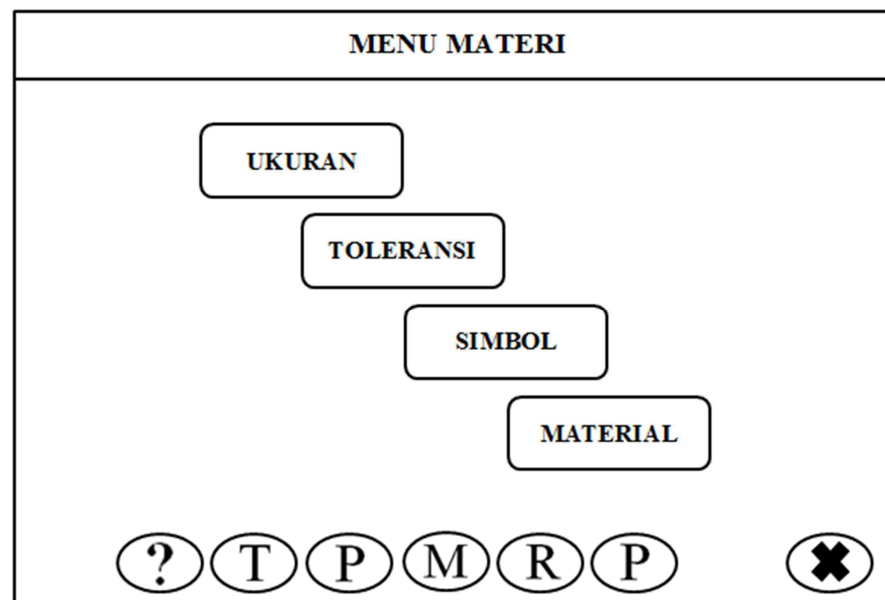 MENU MATERI
UKURAN
TOLERANSI
SIMBOL
MATERIAL
? T P M R P ✖